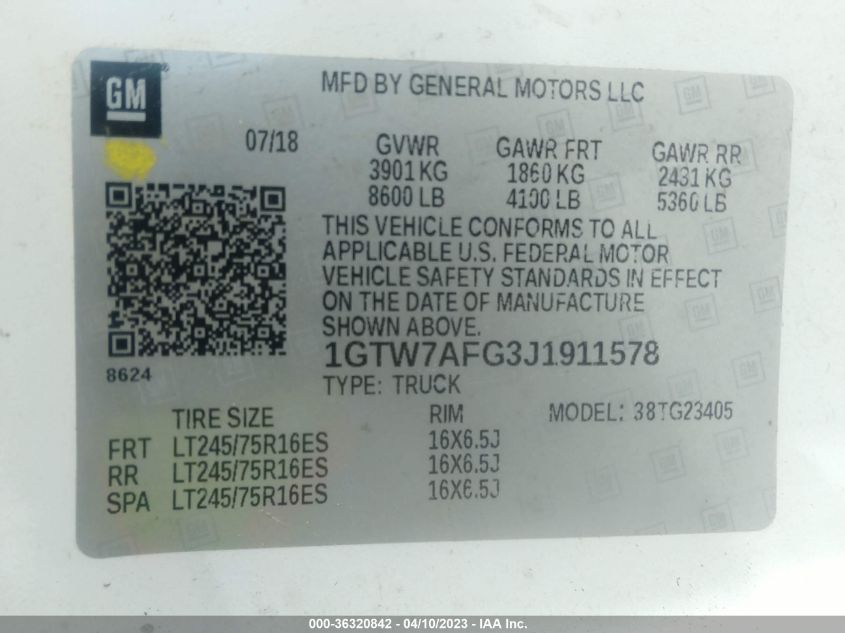 GM
MFD BY GENERAL MOTORS LLC
07/18 GVWR GAWR FRT GAWR RR
3901 KG 1860 KG 2431 KG
8600 LB 4100 LB 5360 LB
THIS VEHICLE CONFORMS TO ALL
APPLICABLE U.S. FEDERAL MOTOR
VEHICLE SAFETY STANDARDS IN EFFECT
ON THE DATE OF MANUFACTURE
SHOWN ABOVE.
1GTW7AFG3J1911578
8624
TYPE: TRUCK
TIRE SIZE RIM MODEL: 38TG23405
FRT LT245/75R16ES 16X6.5J
RR LT245/75R16ES 16X6.5J
SPA LT245/75R16ES 16X6.5J
000-36320842 - 04/10/2023 - IAA Inc.